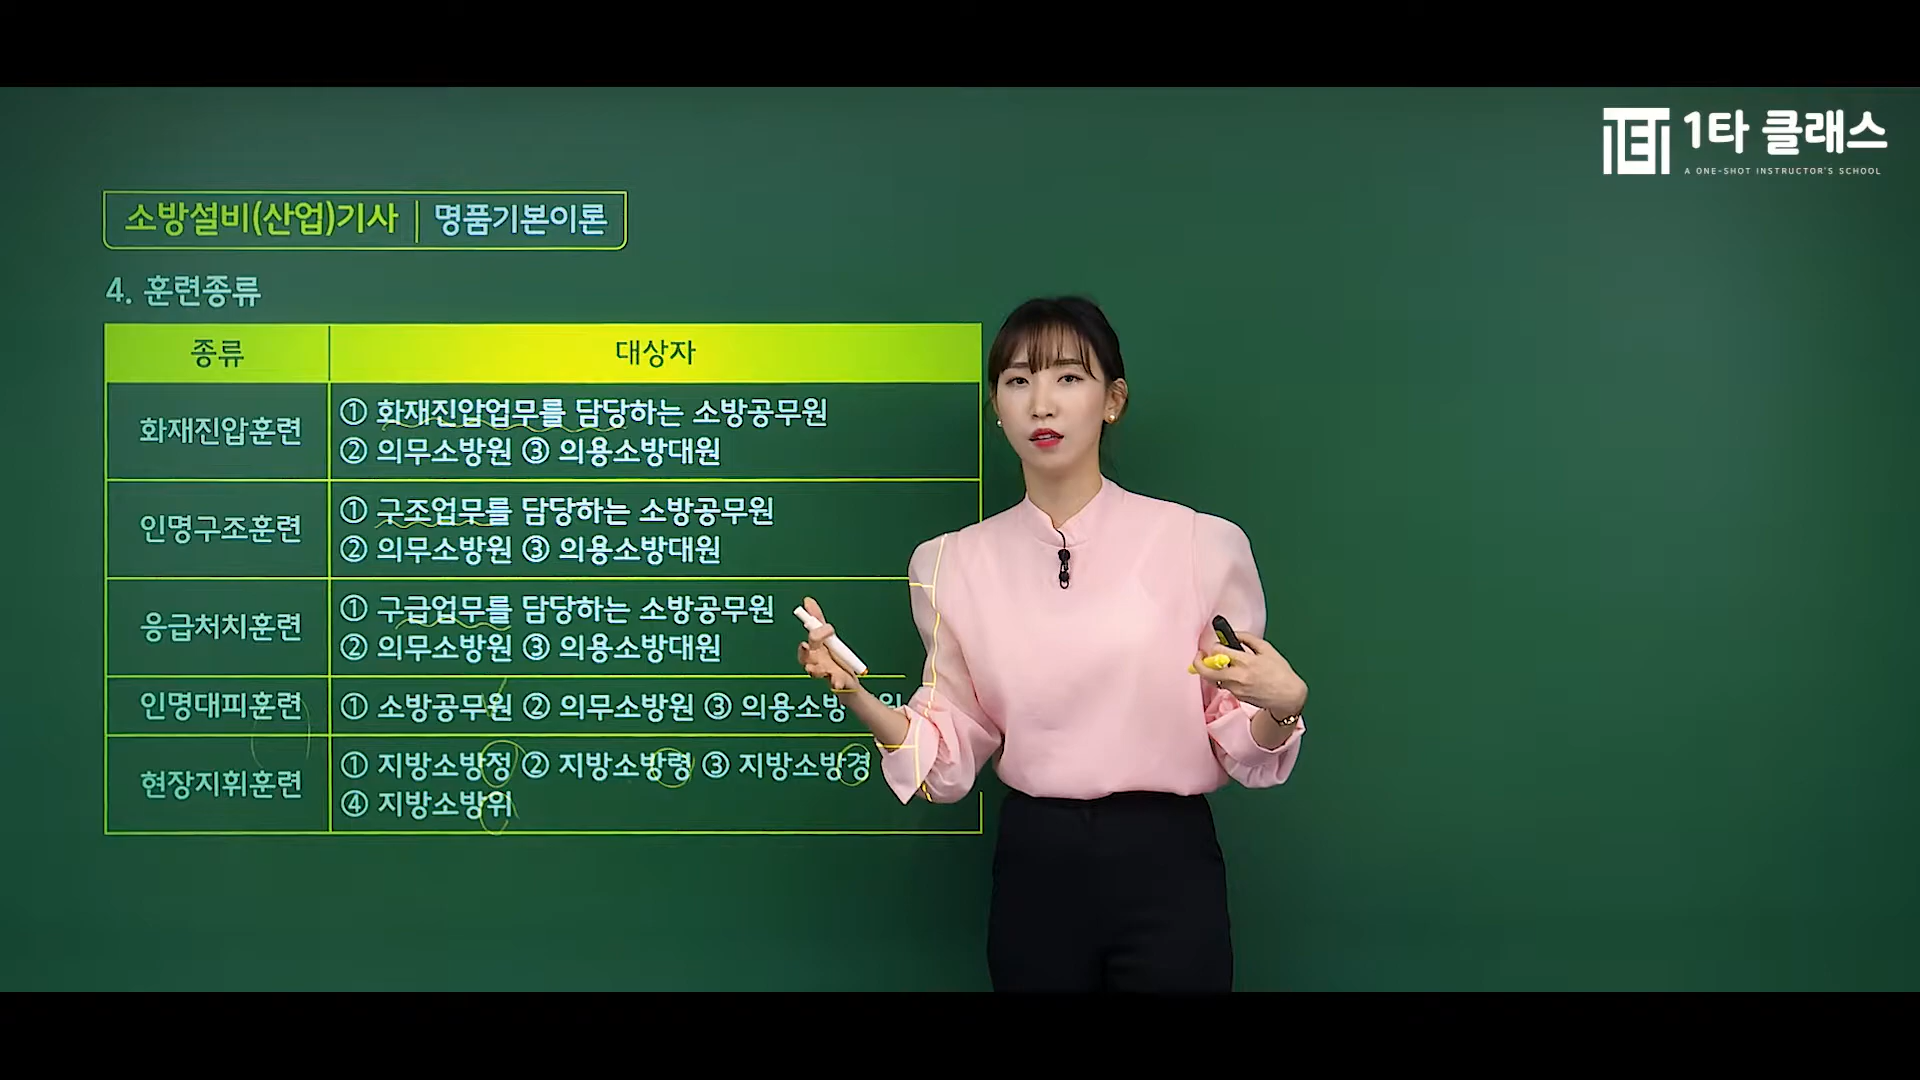 1타 클래스
A ONE-SHOT INSTRUCTOR'S SCHOOL
소방설비(산업)기사 | 명품기본이론
4. 훈련종류
종류 대상자
화재진압훈련
① 화재진압업무를 담당하는 소방공무원
② 의무소방원 ③ 의용소방대원
인명구조훈련
① 구조업무를 담당하는 소방공무원
② 의무소방원 ③ 의용소방대원
응급처치훈련
① 구급업무를 담당하는 소방공무원
② 의무소방원 ③ 의용소방대원
인명대피훈련
① 소방공무원 ② 의무소방원 ③ 의용소방
현장지휘훈련
① 지방소방정 ② 지방소방령 ③ 지방소방경
④ 지방소방위